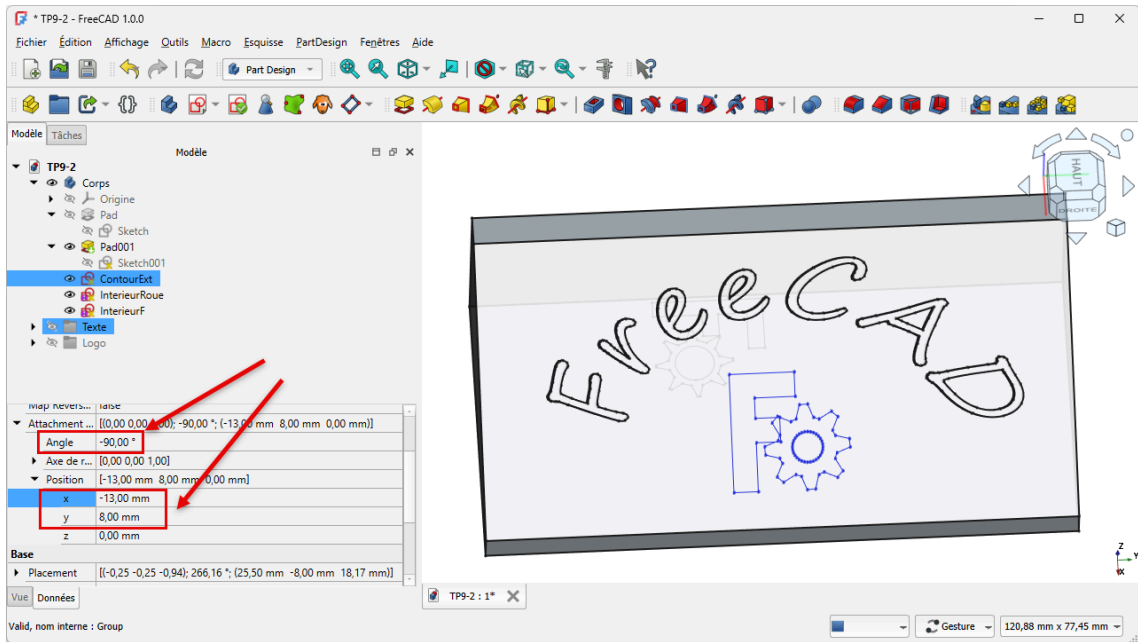 * TP9-2 - FreeCAD 1.0.0
Fichier Édition Affichage Outils Macro Esquisse PartDesign Fenêtres Aide
Part Design
Modèle Tâches
Modèle
TP9-2
Corps
Origine
Pad
Sketch
Pad001
Sketch001
ContourExt
InterieurRoue
InterieurF
Texte
Logo
HAUT
DROITE
FreeCAD
Map Revers... false
Attachment ... [(0,00 0,00 1,00); -90,00 °; (-13,00 mm 8,00 mm 0,00 mm)]
Angle -90,00 °
Axe de r... [0,00 0,00 1,00]
Position [-13,00 mm 8,00 mm 0,00 mm]
x -13,00 mm
y 8,00 mm
z 0,00 mm
Base
Placement [(-0,25 -0,25 -0,94); 266,16 °; (25,50 mm -8,00 mm 18,17 mm)]
Z
Y
X
Vue Données
TP9-2 : 1*
Valid, nom interne : Group
Gesture
120,88 mm x 77,45 mm